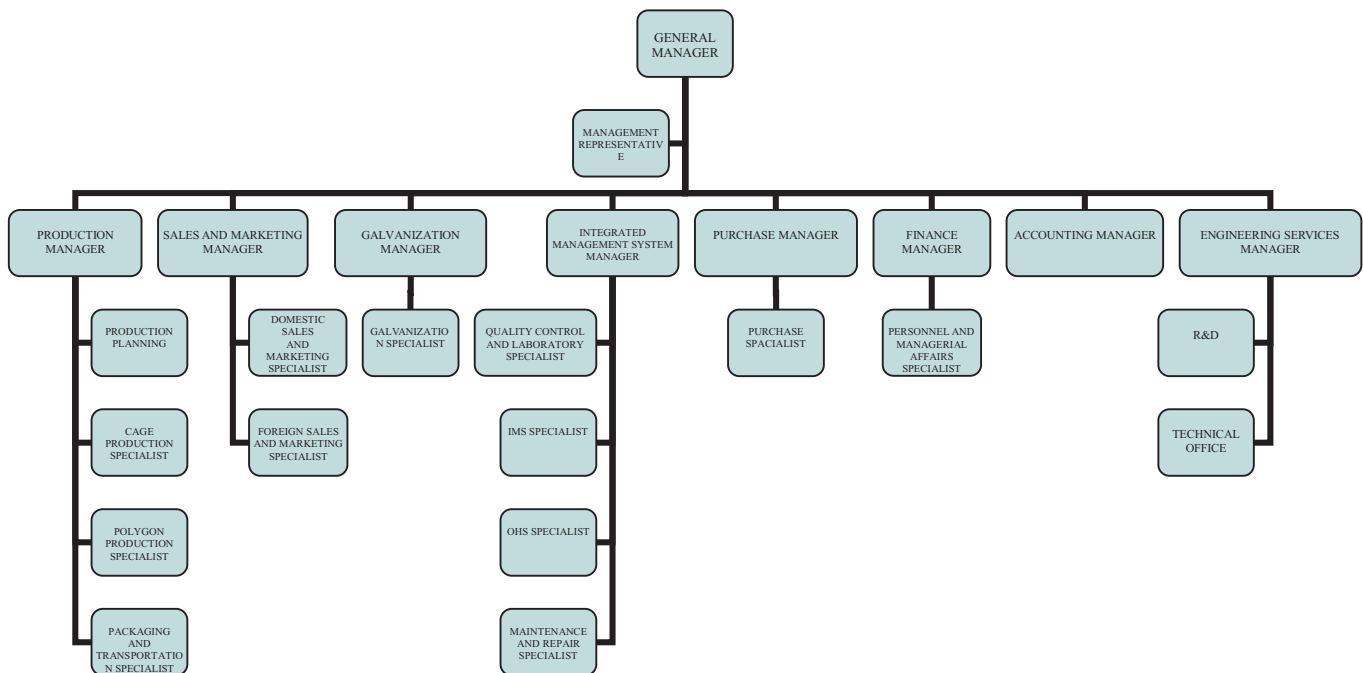 GENERAL
MANAGER
MANAGEMENT
REPRESENTATIV
E
PRODUCTION
MANAGER
SALES AND MARKETING
MANAGER
GALVANIZATION
MANAGER
INTEGRATED
MANAGEMENT SYSTEM
MANAGER
PURCHASE MANAGER
FINANCE
MANAGER
ACCOUNTING MANAGER
ENGINEERING SERVICES
MANAGER
PRODUCTION
PLANNING
DOMESTIC
SALES
AND
MARKETING
SPECIALIST
GALVANIZATIO
N SPECIALIST
QUALITY CONTROL
AND LABORATORY
SPECIALIST
PURCHASE
SPACIALIST
PERSONNEL AND
MANAGERIAL
AFFAIRS
SPECIALIST
R&D
CAGE
PRODUCTION
SPECIALIST
FOREIGN SALES
AND MARKETING
SPECIALIST
IMS SPECIALIST
TECHNICAL
OFFICE
POLYGON
PRODUCTION
SPECIALIST
OHS SPECIALIST
PACKAGING
AND
TRANSPORTATIO
N SPECIALIST
MAINTENANCE
AND REPAIR
SPECIALIST